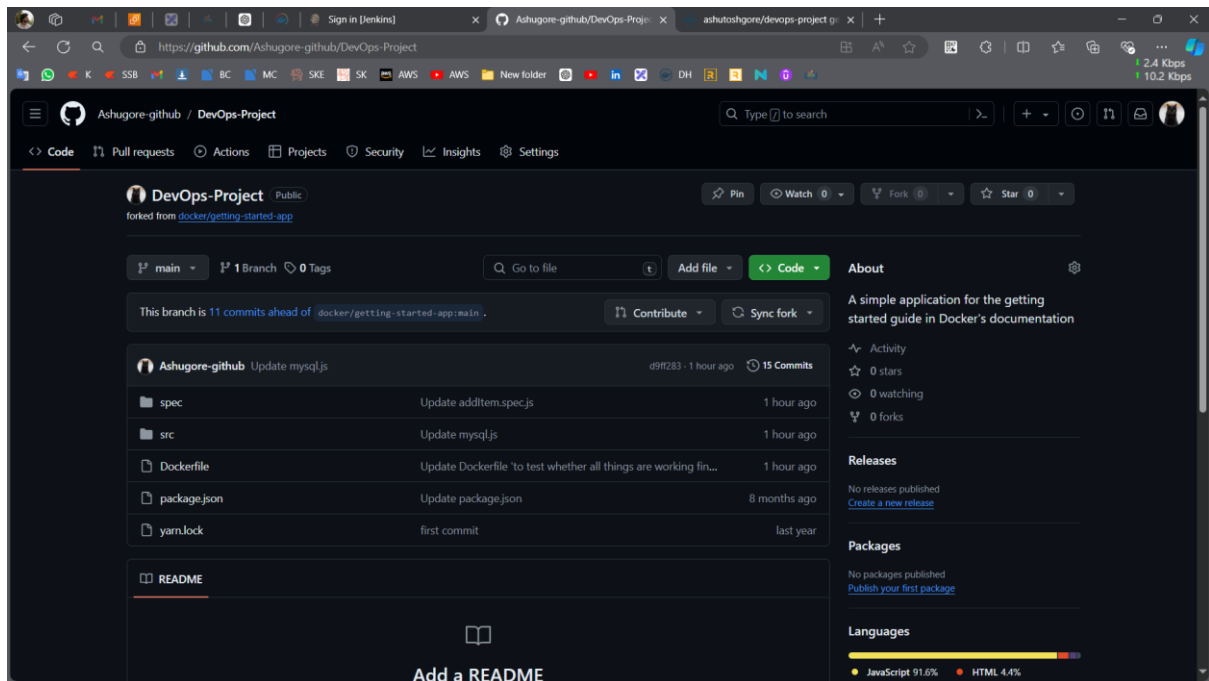 Sign in [Jenkins]
Ashugore-github/DevOps-Projec
ashutoshgore/devops-project ge
https://github.com/Ashugore-github/DevOps-Project
K SSB BC MC SKE SK AWS AWS New folder in DH R R N
2.4 Kbps
10.2 Kbps
Ashugore-github / DevOps-Project
Type / to search
Code Pull requests Actions Projects Security Insights Settings
DevOps-Project Public
Pin Watch 0 Fork 0 Star 0
forked from docker/getting-started-app
main 1 Branch 0 Tags
Go to file t Add file <> Code
About
A simple application for the getting
started guide in Docker's documentation
This branch is 11 commits ahead of docker/getting-started-app:main .
Contribute Sync fork
Activity
0 stars
0 watching
0 forks
Ashugore-github Update mysql.js d9ff283 · 1 hour ago 15 Commits
spec Update addItem.spec.js 1 hour ago
src Update mysql.js 1 hour ago
Dockerfile Update Dockerfile 'to test whether all things are working fin... 1 hour ago
package.json Update package.json 8 months ago
yarn.lock first commit last year
Releases
No releases published
Create a new release
Packages
No packages published
Publish your first package
README
Add a README
Languages
JavaScript 91.6% HTML 4.4%